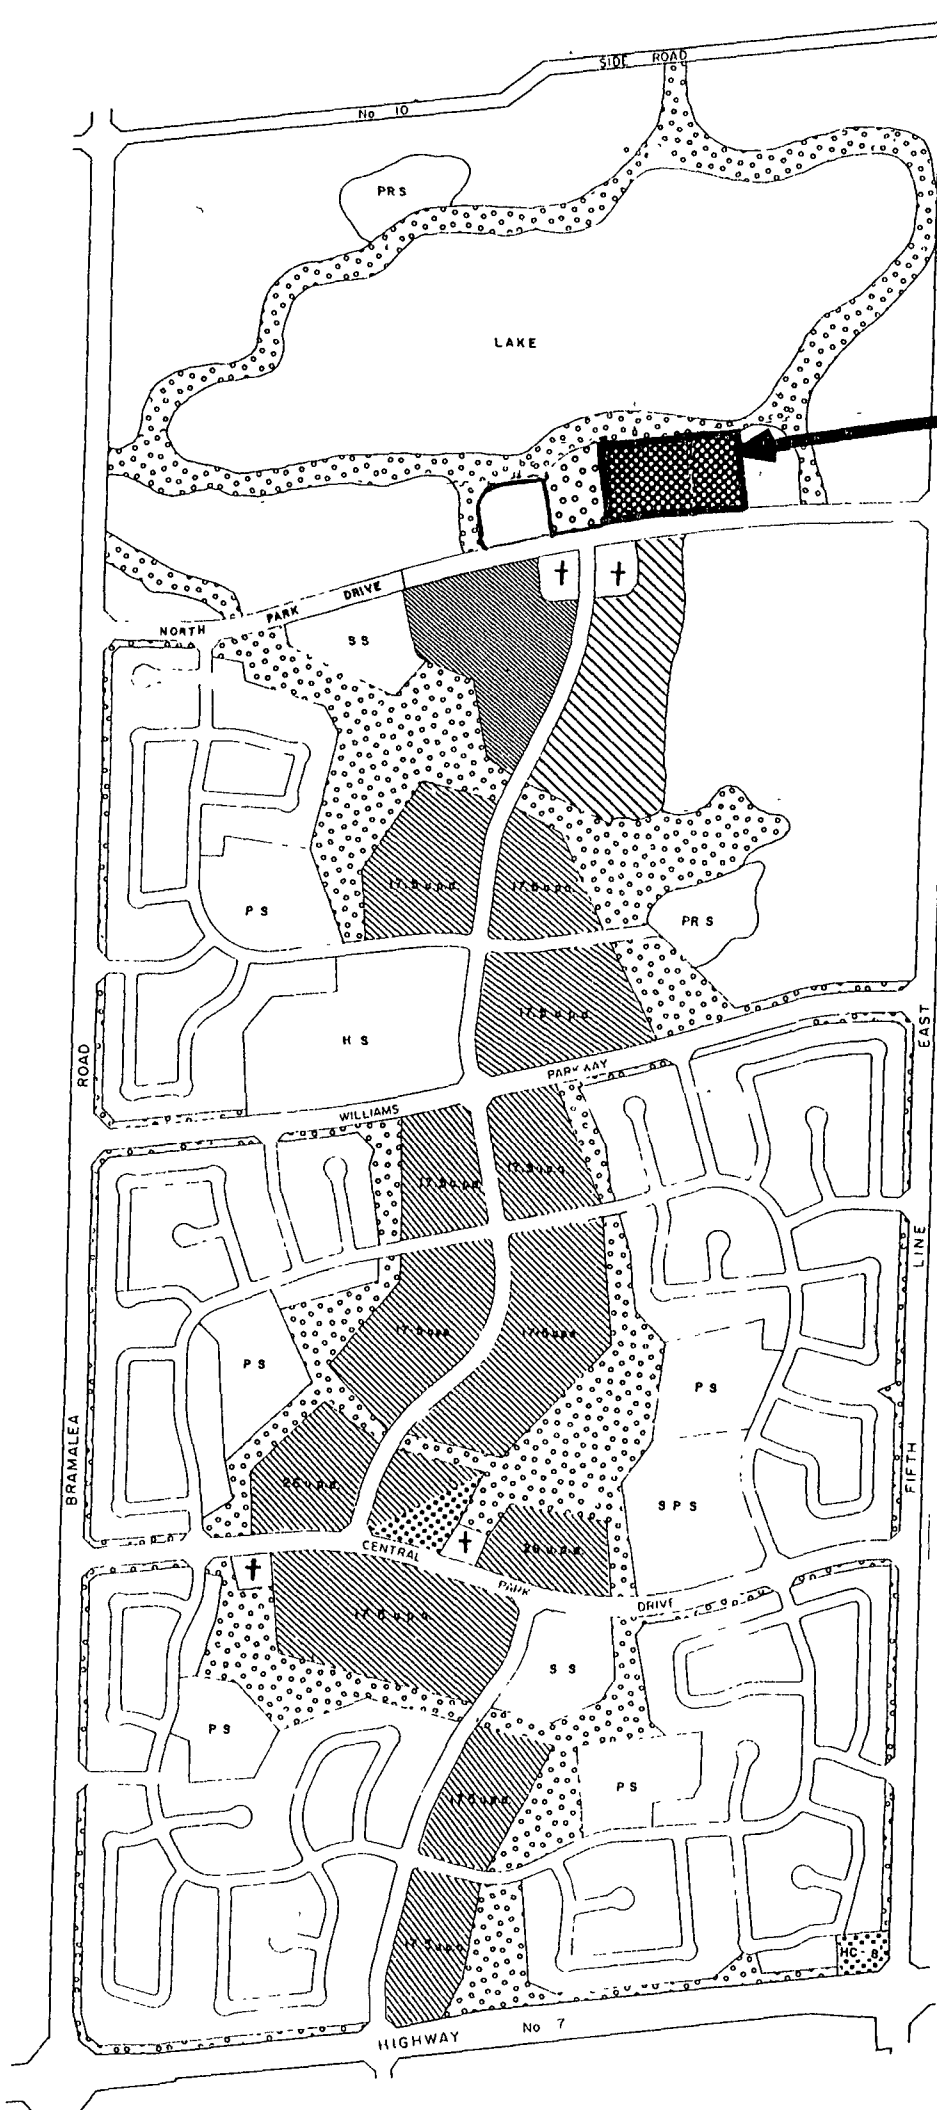 SIDE ROAD
No 10
PRS
LAKE
NORTH PARK DRIVE
SS
17.5 u.p.a.
17.5 u.p.a.
PS
PRS
17.5 u.p.a.
HS
ROAD
EAST
WILLIAMS PARKWAY
17.5 u.p.a.
17.5 u.p.a.
LINE
17.5 u.p.a.
17.5 u.p.a.
PS
PS
BRAMALEA
FIFTH
SPS
CENTRAL PARK DRIVE
SS
PS
PS
HC-8
HIGHWAY No 7